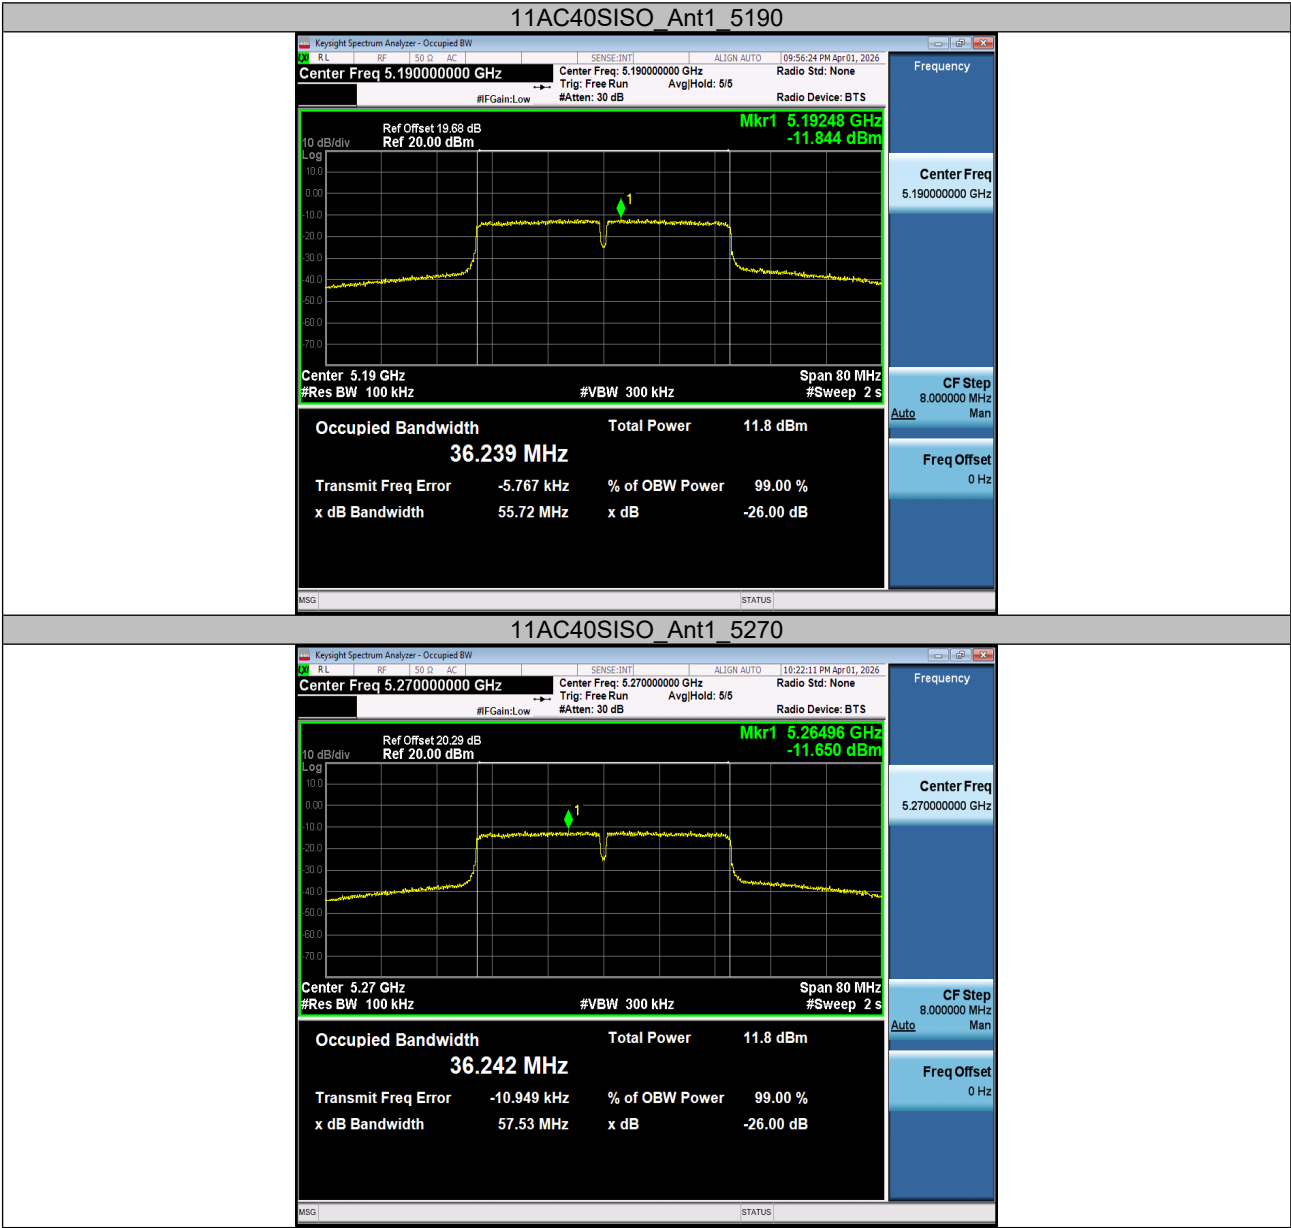 11AC40SISO_Ant1_5190
Keysight Spectrum Analyzer - Occupied BW
RL RF 50 Ω AC SENSE:INT ALIGN AUTO 09:56:24 PM Apr 01, 2026
Center Freq 5.190000000 GHz
Center Freq: 5.190000000 GHz Radio Std: None
Trig: Free Run Avg|Hold: 5/5
#IFGain:Low #Atten: 30 dB Radio Device: BTS
Frequency
Mkr1 5.19248 GHz
-11.844 dBm
Ref Offset 19.68 dB
10 dB/div Ref 20.00 dBm
Log
10.0
0.00
-10.0
-20.0
-30.0
-40.0
-50.0
-60.0
-70.0
1
Center 5.19 GHz Span 80 MHz
#Res BW 100 kHz #VBW 300 kHz #Sweep 2 s
Center Freq
5.190000000 GHz
CF Step
8.000000 MHz
Auto Man
Freq Offset
0 Hz
Occupied Bandwidth Total Power 11.8 dBm
36.239 MHz
Transmit Freq Error -5.767 kHz % of OBW Power 99.00 %
x dB Bandwidth 55.72 MHz x dB -26.00 dB
MSG STATUS
11AC40SISO_Ant1_5270
Keysight Spectrum Analyzer - Occupied BW
RL RF 50 Ω AC SENSE:INT ALIGN AUTO 10:22:11 PM Apr 01, 2026
Center Freq 5.270000000 GHz
Center Freq: 5.270000000 GHz Radio Std: None
Trig: Free Run Avg|Hold: 5/5
#IFGain:Low #Atten: 30 dB Radio Device: BTS
Frequency
Mkr1 5.26496 GHz
-11.650 dBm
Ref Offset 20.29 dB
10 dB/div Ref 20.00 dBm
Log
10.0
0.00
-10.0
-20.0
-30.0
-40.0
-50.0
-60.0
-70.0
1
Center 5.27 GHz Span 80 MHz
#Res BW 100 kHz #VBW 300 kHz #Sweep 2 s
Center Freq
5.270000000 GHz
CF Step
8.000000 MHz
Auto Man
Freq Offset
0 Hz
Occupied Bandwidth Total Power 11.8 dBm
36.242 MHz
Transmit Freq Error -10.949 kHz % of OBW Power 99.00 %
x dB Bandwidth 57.53 MHz x dB -26.00 dB
MSG STATUS